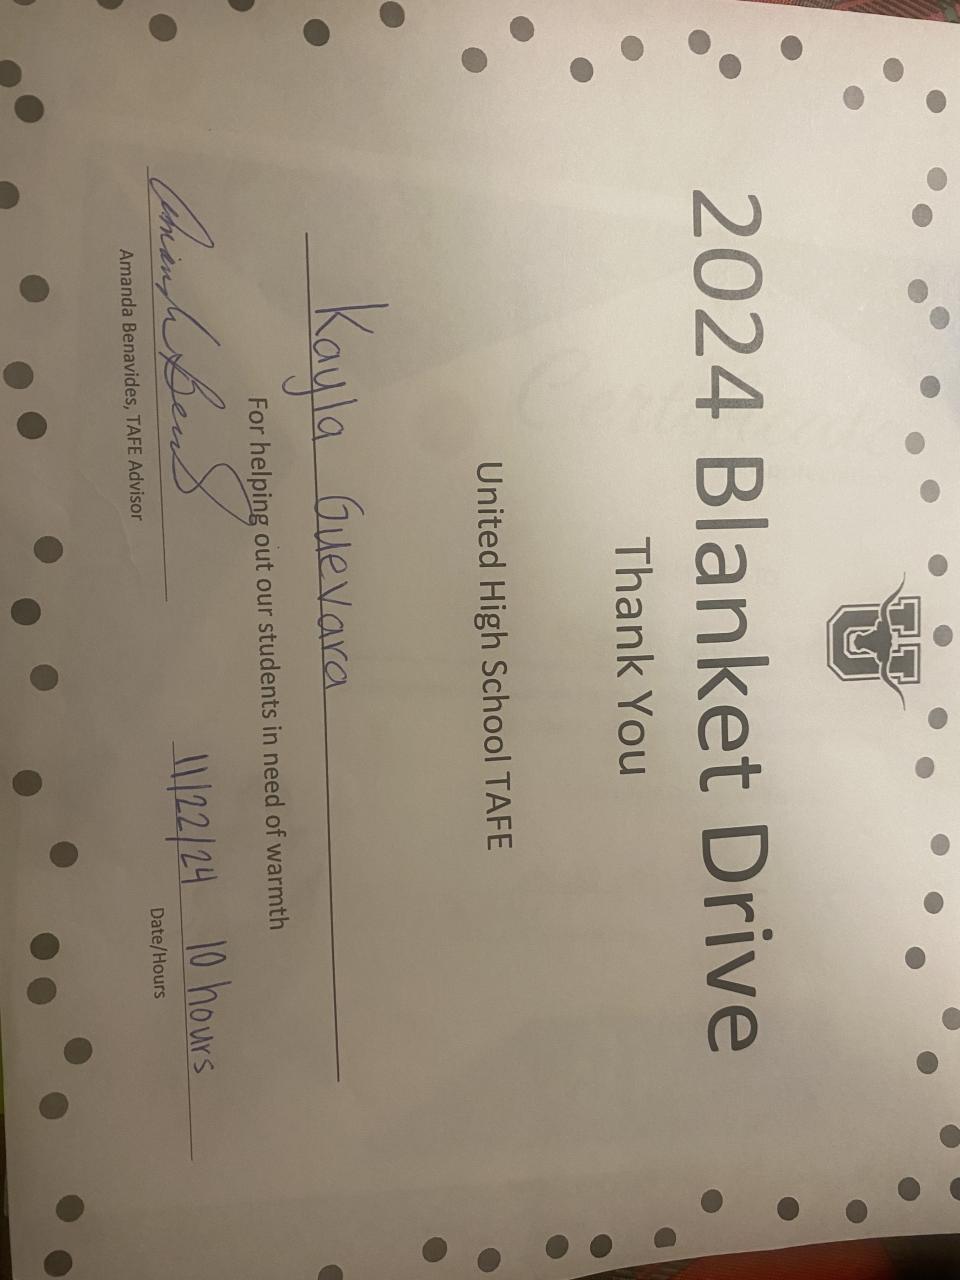 U
2024 Blanket Drive
Thank You
United High School TAFE
Kayla Guevara
For helping out our students in need of warmth
11/22/24 10 hours
Amanda Benavides, TAFE Advisor
Date/Hours